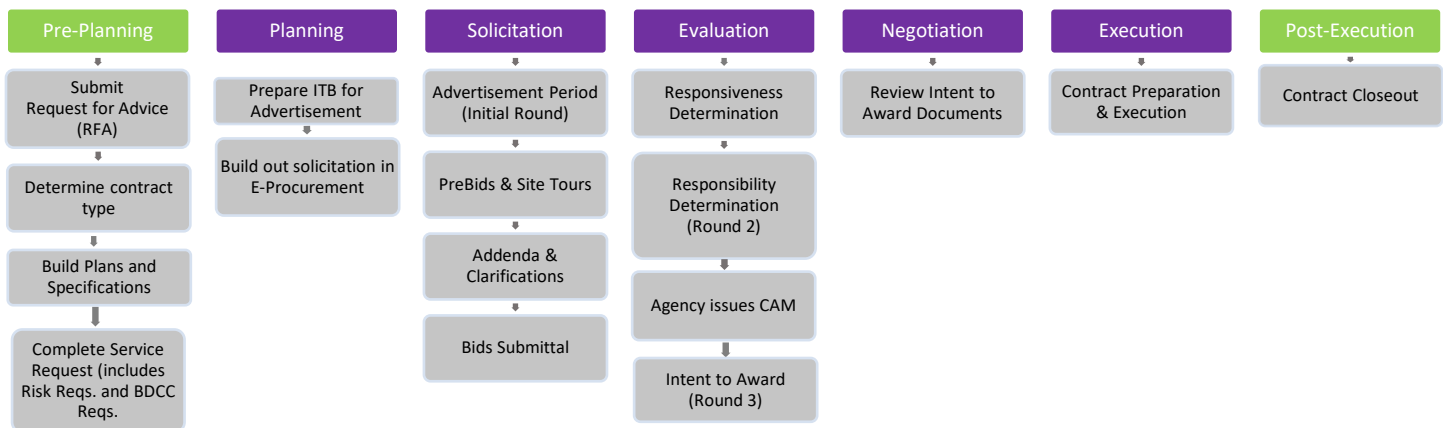 Pre-Planning
Submit
Request for Advice
(RFA)
Determine contract
type
Build Plans and
Specifications
Complete Service
Request (includes
Risk Reqs. and BDCC
Reqs.
Planning
Prepare ITB for
Advertisement
Build out solicitation in
E-Procurement
Solicitation
Advertisement Period
(Initial Round)
PreBids & Site Tours
Addenda &
Clarifications
Bids Submittal
Evaluation
Responsiveness
Determination
Responsibility
Determination
(Round 2)
Agency issues CAM
Intent to Award
(Round 3)
Negotiation
Review Intent to
Award Documents
Execution
Contract Preparation
& Execution
Post-Execution
Contract Closeout